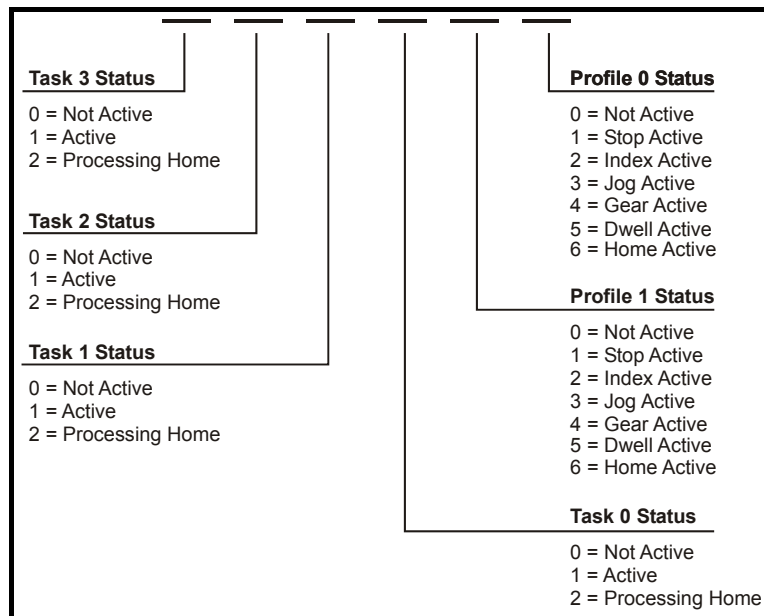 Task 3 Status
0 = Not Active
1 = Active
2 = Processing Home
Task 2 Status
0 = Not Active
1 = Active
2 = Processing Home
Task 1 Status
0 = Not Active
1 = Active
2 = Processing Home
Profile 0 Status
0 = Not Active
1 = Stop Active
2 = Index Active
3 = Jog Active
4 = Gear Active
5 = Dwell Active
6 = Home Active
Profile 1 Status
0 = Not Active
1 = Stop Active
2 = Index Active
3 = Jog Active
4 = Gear Active
5 = Dwell Active
6 = Home Active
Task 0 Status
0 = Not Active
1 = Active
2 = Processing Home